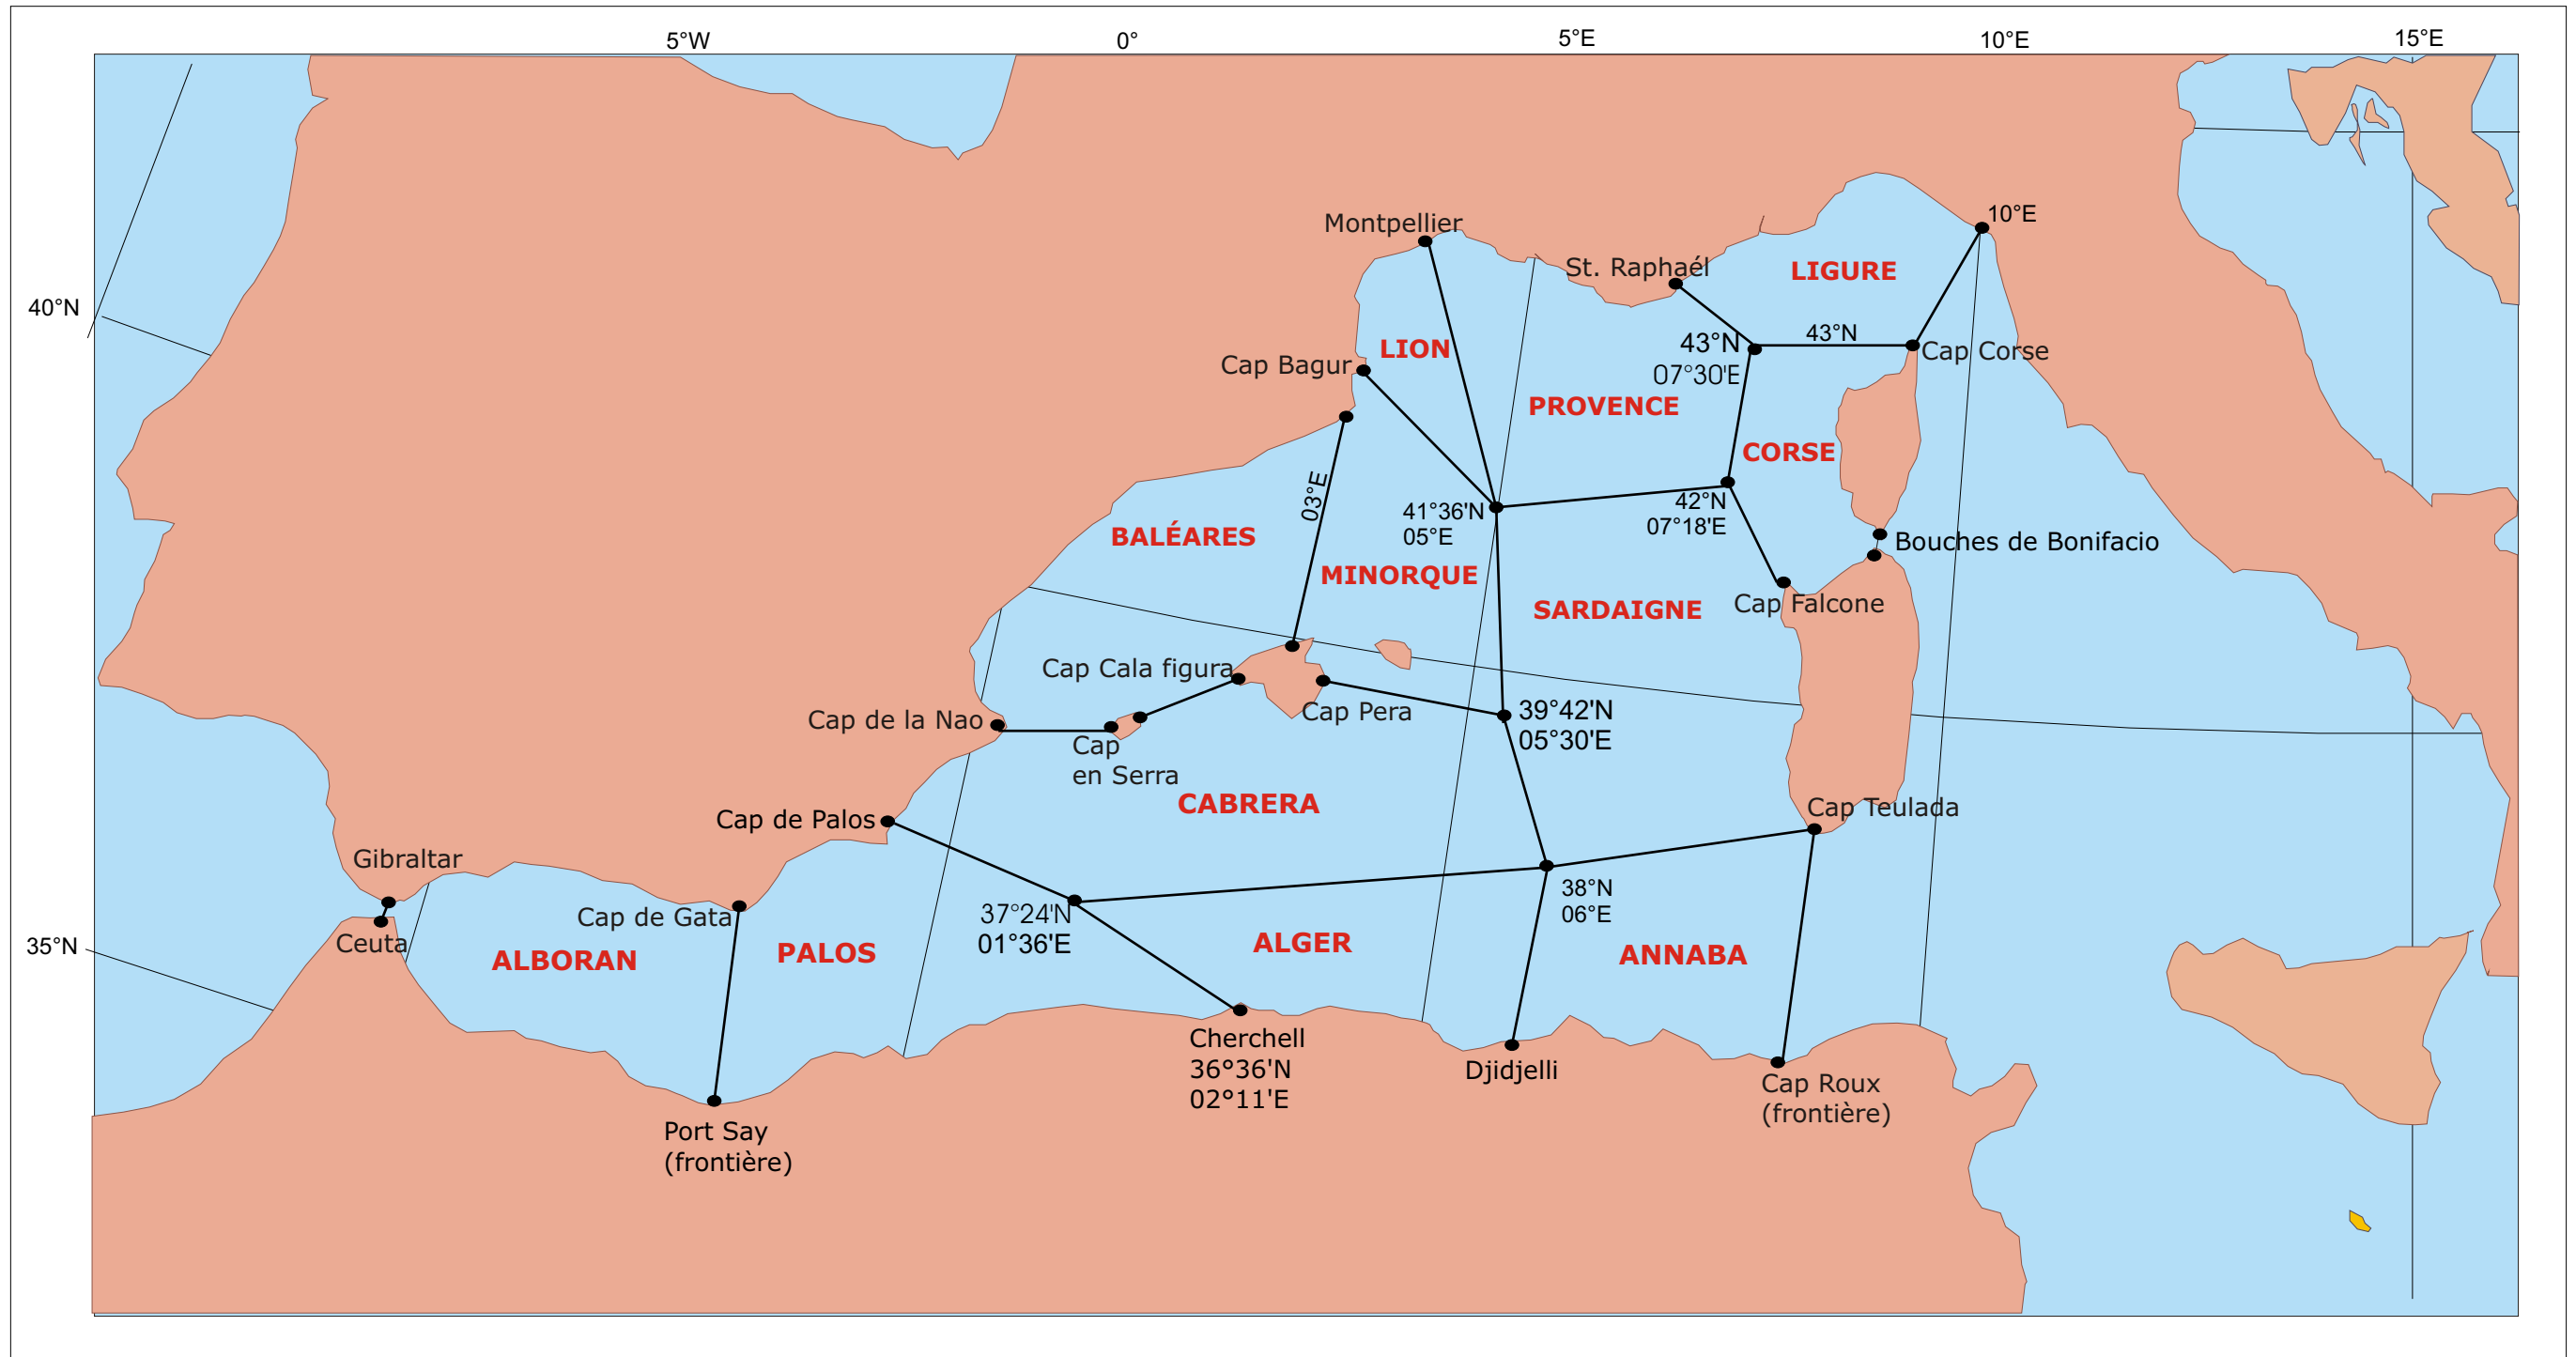 5°W
0°
5°E
10°E
15°E
10°E
Montpellier
St. Raphaél
LIGURE
40°N
43°N
43°N
07°30'E
LION
Cap Corse
Cap Bagur
PROVENCE
CORSE
03°E
41°36'N
05°E
42°N
07°18'E
BALÉARES
Bouches de Bonifacio
MINORQUE
SARDAIGNE
Cap Falcone
Cap Cala figura
Cap Pera
39°42'N
05°30'E
Cap de la Nao
Cap
en Serra
CABRERA
Cap Teulada
Cap de Palos
Gibraltar
38°N
06°E
Cap de Gata
37°24'N
01°36'E
Ceuta
35°N
ALBORAN
PALOS
ALGER
ANNABA
Cherchell
36°36'N
02°11'E
Djidjelli
Cap Roux
(frontière)
Port Say
(frontière)